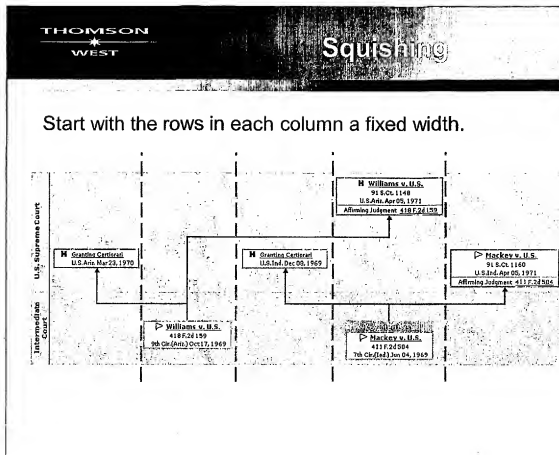 THOMSON
WEST
Squishing
Start with the rows in each column a fixed width.
U.S. Supreme Court
H Williams v. U.S.
91 S.Ct. 1148
U.S.Ariz. Apr 05, 1971
Affirming Judgment 418 F.2d 159
H Granting Certiorari
U.S.Ariz. Mar 23, 1970
H Granting Certiorari
U.S.Ind. Dec 08, 1969
Mackey v. U.S.
91 S.Ct. 1160
U.S.Ind. Apr 05, 1971
Affirming Judgment 411 F.2d 504
Intermediate
Court
Williams v. U.S.
418 F.2d 159
9th Cir.(Ariz.) Oct 17, 1969
Mackey v. U.S.
411 F.2d 504
7th Cir.(Ind.) Jun 04, 1969